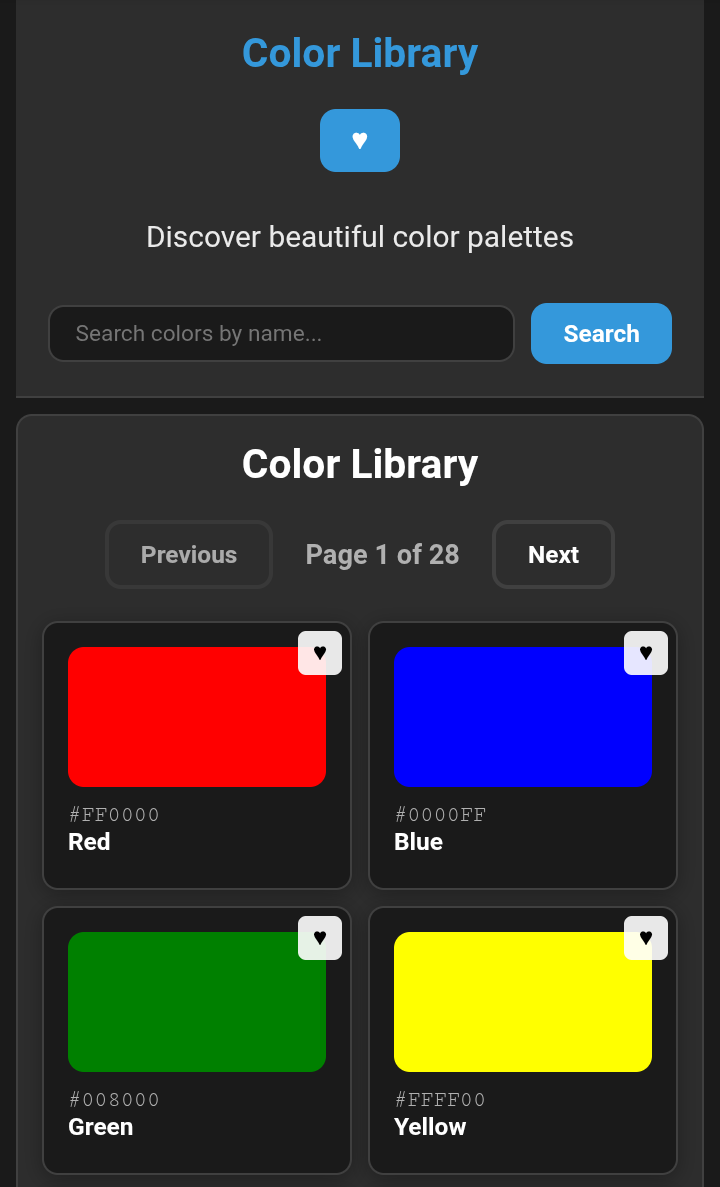 Color Library
♥
Discover beautiful color palettes
Search colors by name... Search
Color Library
Previous Page 1 of 28 Next
♥ ♥
#FF0000 #0000FF
Red Blue
♥ ♥
#008000 #FFFF00
Green Yellow